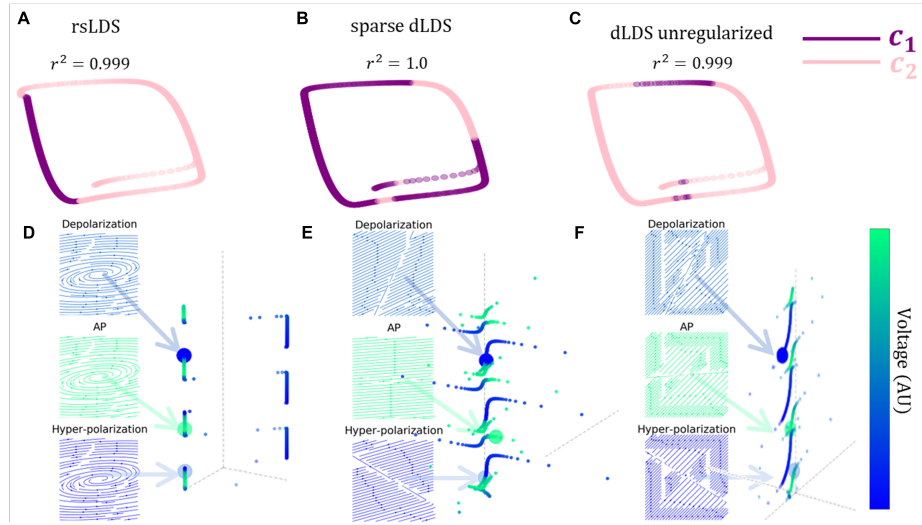 A
rsLDS
r² = 0.999
B
sparse dLDS
r² = 1.0
C
dLDS unregularized
r² = 0.999
c₁
c₂
D
Depolarization
AP
Hyper-polarization
E
Depolarization
AP
Hyper-polarization
F
Depolarization
AP
Hyper-polarization
Voltage (AU)